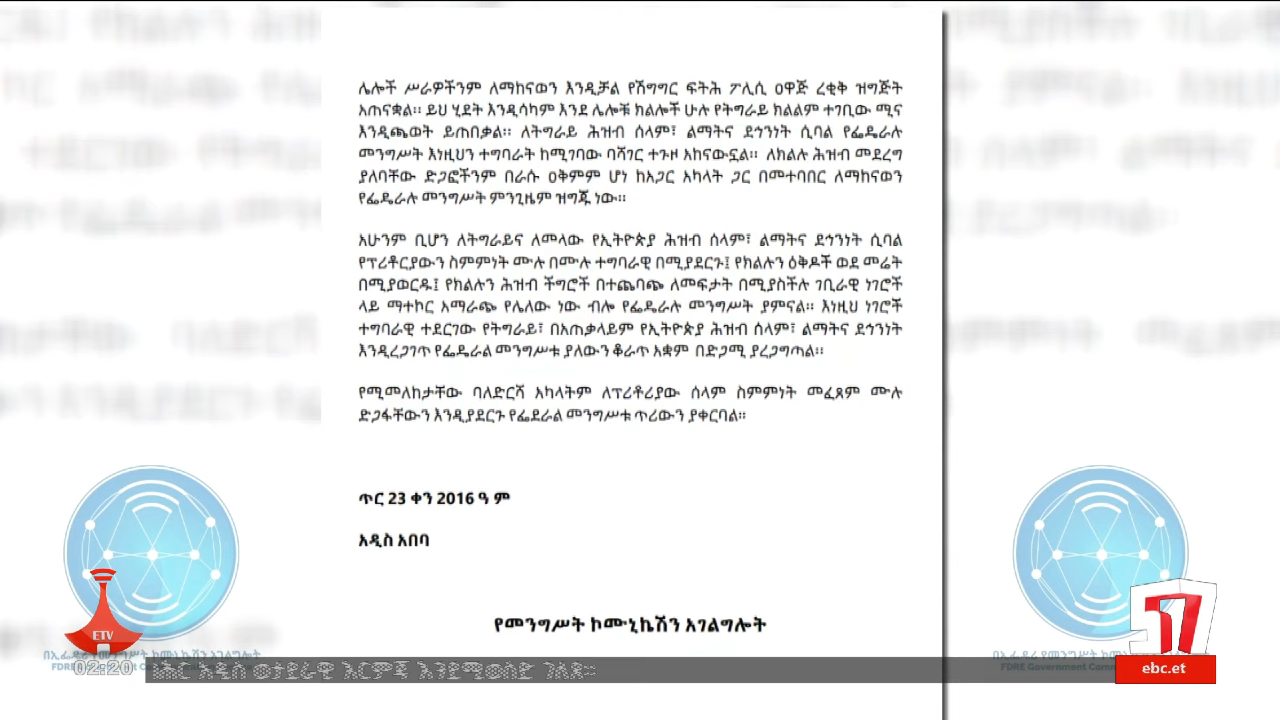 ሌሎች ሥራዎችንም ለማከናወን እንዲቻል የሽግግር ፍትሕ ፖሊሲ ዐዋጅ ረቂቅ ዝግጅት
አጠናቋል፡፡ ይህ ሂደት እንዲሳካም እንደ ሌሎቹ ክልሎች ሁሉ የትግራይ ክልልም ተገቢው ሚና
እንዲጫወት ይጠበቃል፡፡ ለትግራይ ሕዝብ ሰላም፣ ልማትና ደኅንነት ሲባል የፌዴራሉ
መንግሥት እነዚህን ተግባራት ከሚገባው ባሻገር ተጉዞ አከናውኗል፡፡ ለክልሉ ሕዝብ መደረግ
ያለባቸው ድጋፎችንም በራሱ ዐቅምም ሆነ ከአጋር አካላት ጋር በመተባበር ለማከናወን
የፌዴራሉ መንግሥት ምንጊዜም ዝግጁ ነው፡፡
አሁንም ቢሆን ለትግራይና ለመላው የኢትዮጵያ ሕዝብ ሰላም፣ ልማትና ደኅንነት ሲባል
የፕሪቶርያውን ስምምነት ሙሉ በሙሉ ተግባራዊ በሚያደርጉ፤ የክልሉን ዕቅዶች ወደ መሬት
በሚያወርዱ፤ የክልሉን ሕዝብ ችግሮች በተጨባጭ ለመፍታት በሚያስችሉ ገቢራዊ ነገሮች
ላይ ማተኮር አማራጭ የሌለው ነው ብሎ የፌዴራሉ መንግሥት ያምናል፡፡ እነዚህ ነገሮች
ተግባራዊ ተደርገው የትግራይ፣ በአጠቃላይም የኢትዮጵያ ሕዝብ ሰላም፣ ልማትና ደኅንነት
እንዲረጋገጥ የፌዴራል መንግሥቱ ያለውን ቆራጥ አቋም በድጋሚ ያረጋግጣል፡፡
የሚመለከታቸው ባለድርሻ አካላትም ለፕሪቶሪያው ሰላም ስምምነት መፈጸም ሙሉ
ድጋፋቸውን እንዲያደርጉ የፌደራል መንግሥቱ ጥሪውን ያቀርባል።
ጥር 23 ቀን 2016 ዓ ም
አዲስ አበባ
የመንግሥት ኮሙኒኬሽን አገልግሎት
ETV
02:20
ebc.et